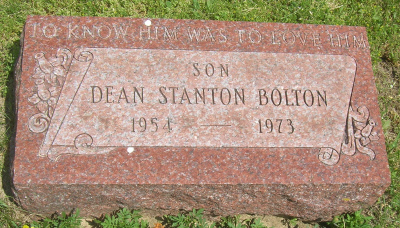 TO KNOW HIM WAS TO LOVE HIM
SON
DEAN STANTON BOLTON
1954 — 1973